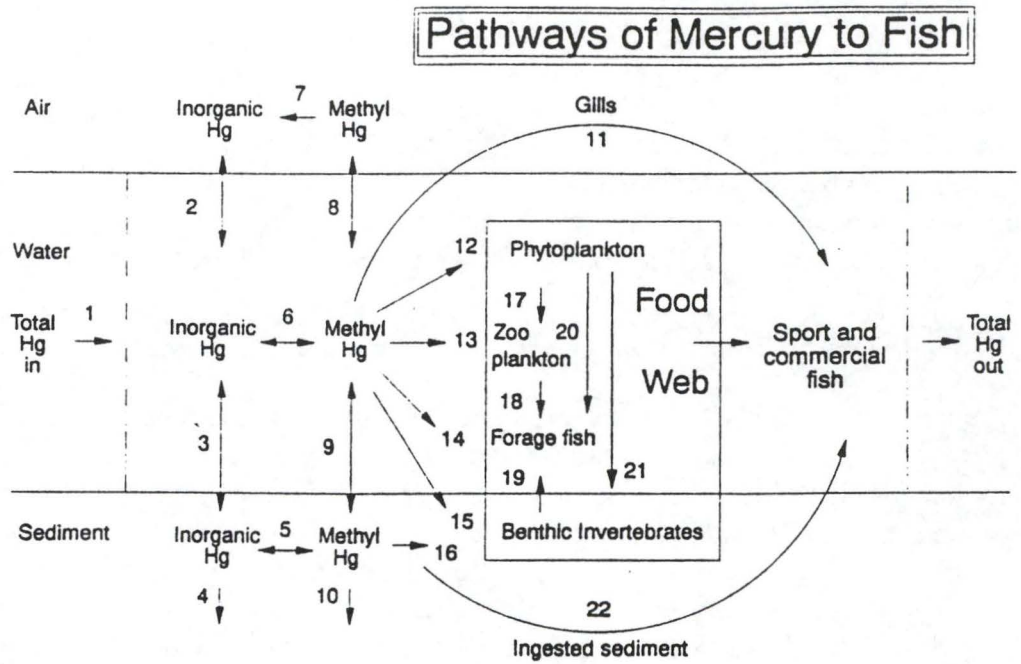 Pathways of Mercury to Fish
Air
Inorganic
Hg
7
Methyl
Hg
Gills
11
2
8
Water
12
Phytoplankton
Total
Hg
in
1
Inorganic
Hg
6
Methyl
Hg
13
17
Zoo
plankton
20
Food
Web
Sport and
commercial
fish
Total
Hg
out
18
3
9
14
Forage fish
19
21
Sediment
Inorganic
Hg
5
Methyl
Hg
15
16
Benthic Invertebrates
4
10
22
Ingested sediment